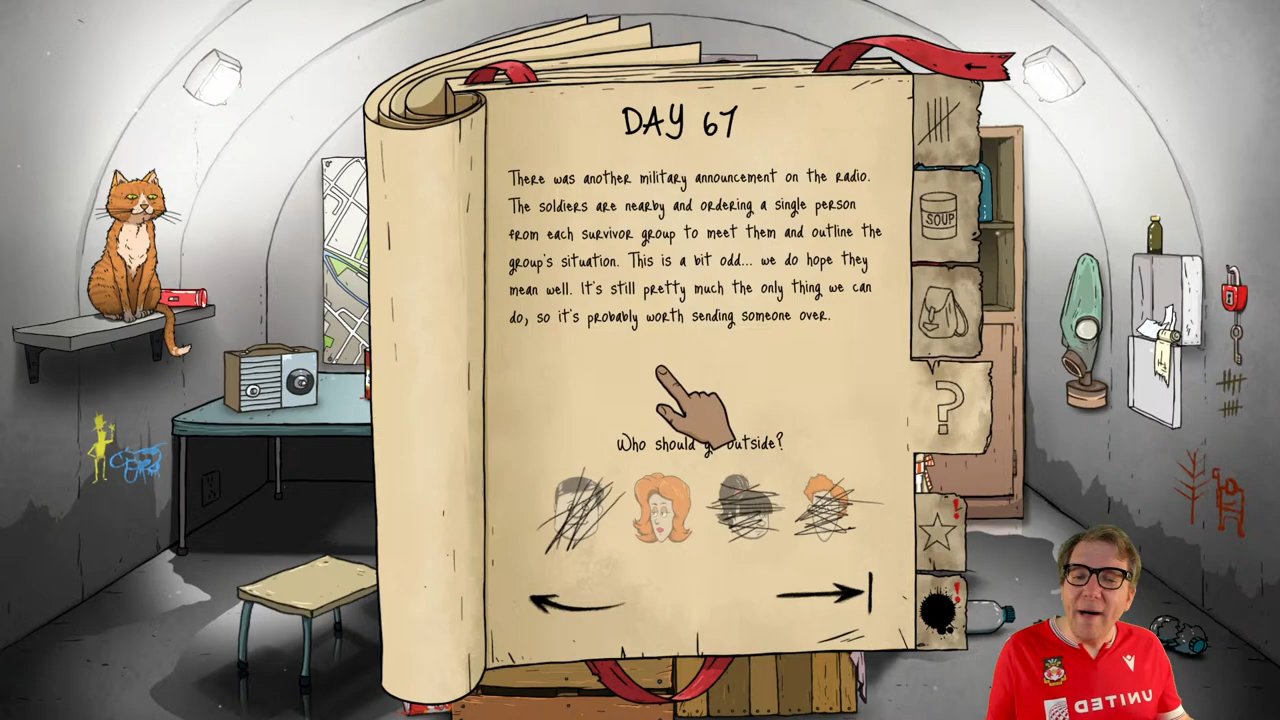 DAY 67
There was another military announcement on the radio.
The soldiers are nearby and ordering a single person
from each survivor group to meet them and outline the
group's situation. This is a bit odd... we do hope they
mean well. It's still pretty much the only thing we can
do, so it's probably worth sending someone over.
SOUP
?
Who should g outside?
!
!
UNITED